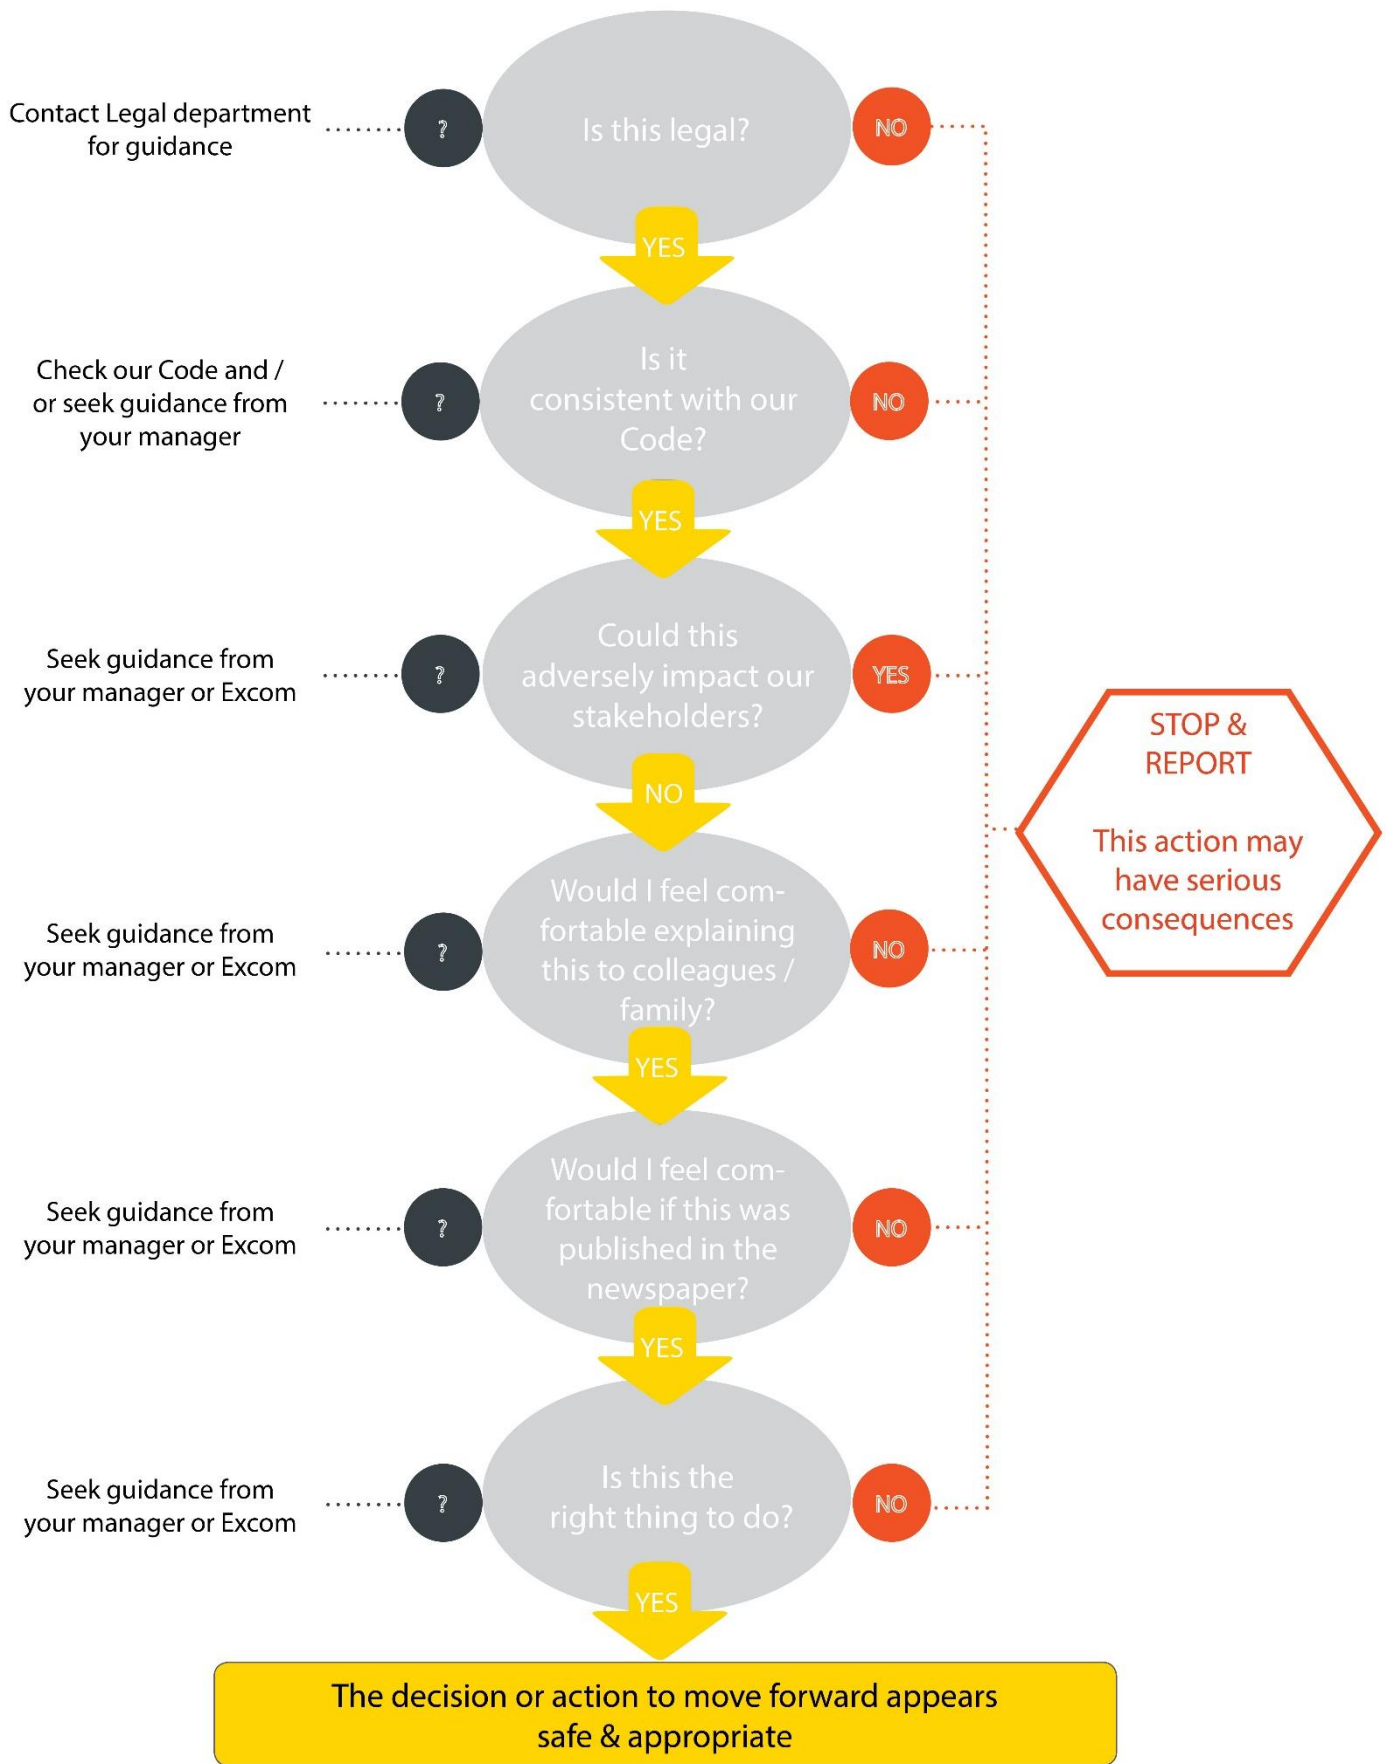 Contact Legal department
for guidance
?
Is this legal?
NO
YES
Check our Code and /
or seek guidance from
your manager
?
Is it
consistent with our
Code?
NO
YES
Seek guidance from
your manager or Excom
?
Could this
adversely impact our
stakeholders?
YES
NO
STOP &
REPORT
This action may
have serious
consequences
Seek guidance from
your manager or Excom
?
Would I feel com-
fortable explaining
this to colleagues /
family?
NO
YES
Seek guidance from
your manager or Excom
?
Would I feel com-
fortable if this was
published in the
newspaper?
NO
YES
Seek guidance from
your manager or Excom
?
Is this the
right thing to do?
NO
YES
The decision or action to move forward appears
safe & appropriate